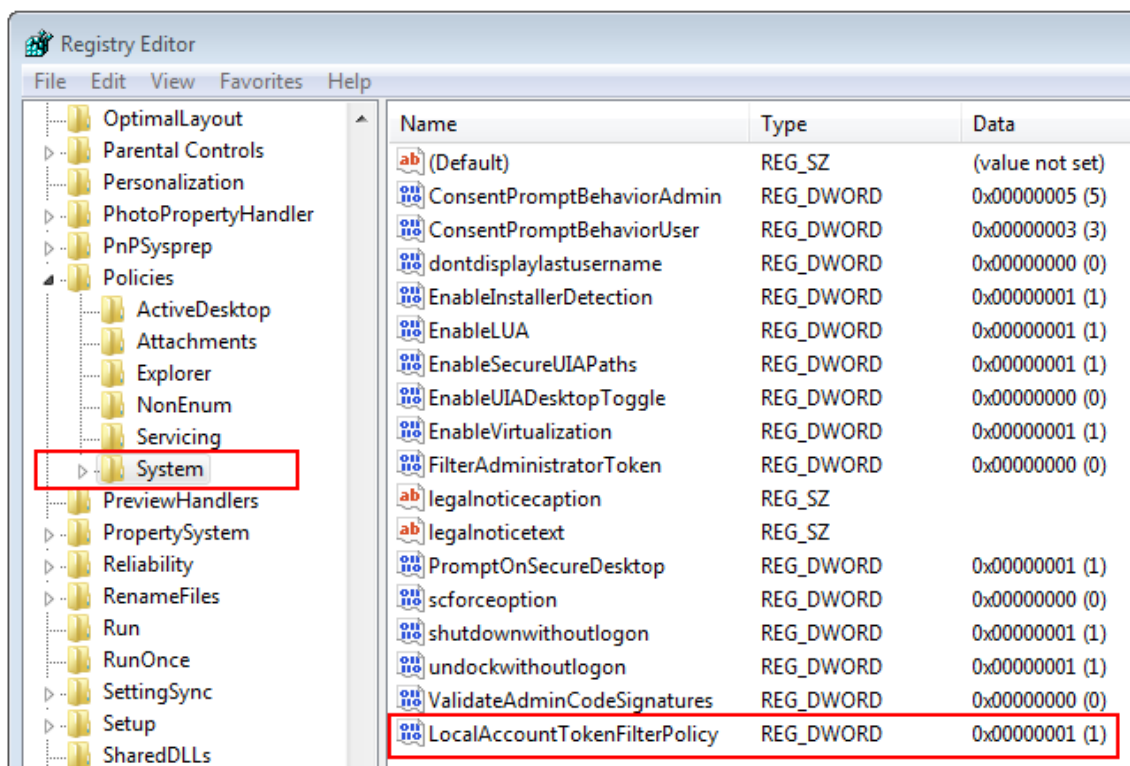 Registry Editor
File Edit View Favorites Help
OptimalLayout
Parental Controls
Personalization
PhotoPropertyHandler
PnPSysprep
Policies
ActiveDesktop
Attachments
Explorer
NonEnum
Servicing
System
PreviewHandlers
PropertySystem
Reliability
RenameFiles
Run
RunOnce
SettingSync
Setup
SharedDLLs
Name Type Data
(Default) REG_SZ (value not set)
ConsentPromptBehaviorAdmin REG_DWORD 0x00000005 (5)
ConsentPromptBehaviorUser REG_DWORD 0x00000003 (3)
dontdisplaylastusername REG_DWORD 0x00000000 (0)
EnableInstallerDetection REG_DWORD 0x00000001 (1)
EnableLUA REG_DWORD 0x00000001 (1)
EnableSecureUIAPaths REG_DWORD 0x00000001 (1)
EnableUIADesktopToggle REG_DWORD 0x00000000 (0)
EnableVirtualization REG_DWORD 0x00000001 (1)
FilterAdministratorToken REG_DWORD 0x00000000 (0)
legalnoticecaption REG_SZ
legalnoticetext REG_SZ
PromptOnSecureDesktop REG_DWORD 0x00000001 (1)
scforceoption REG_DWORD 0x00000000 (0)
shutdownwithoutlogon REG_DWORD 0x00000001 (1)
undockwithoutlogon REG_DWORD 0x00000001 (1)
ValidateAdminCodeSignatures REG_DWORD 0x00000000 (0)
LocalAccountTokenFilterPolicy REG_DWORD 0x00000001 (1)